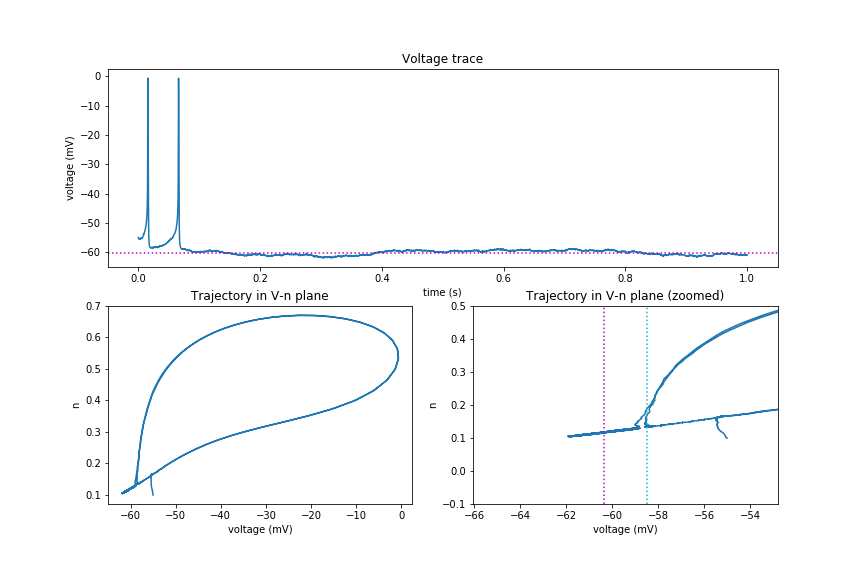 Voltage trace
voltage (mV)
0
−10
−20
−30
−40
−50
−60
0.0 0.2 0.4 0.6 0.8 1.0
time (s)
Trajectory in V-n plane
n
0.7
0.6
0.5
0.4
0.3
0.2
0.1
−60 −50 −40 −30 −20 −10 0
voltage (mV)
Trajectory in V-n plane (zoomed)
n
0.5
0.4
0.3
0.2
0.1
0.0
−0.1
−66 −64 −62 −60 −58 −56 −54
voltage (mV)